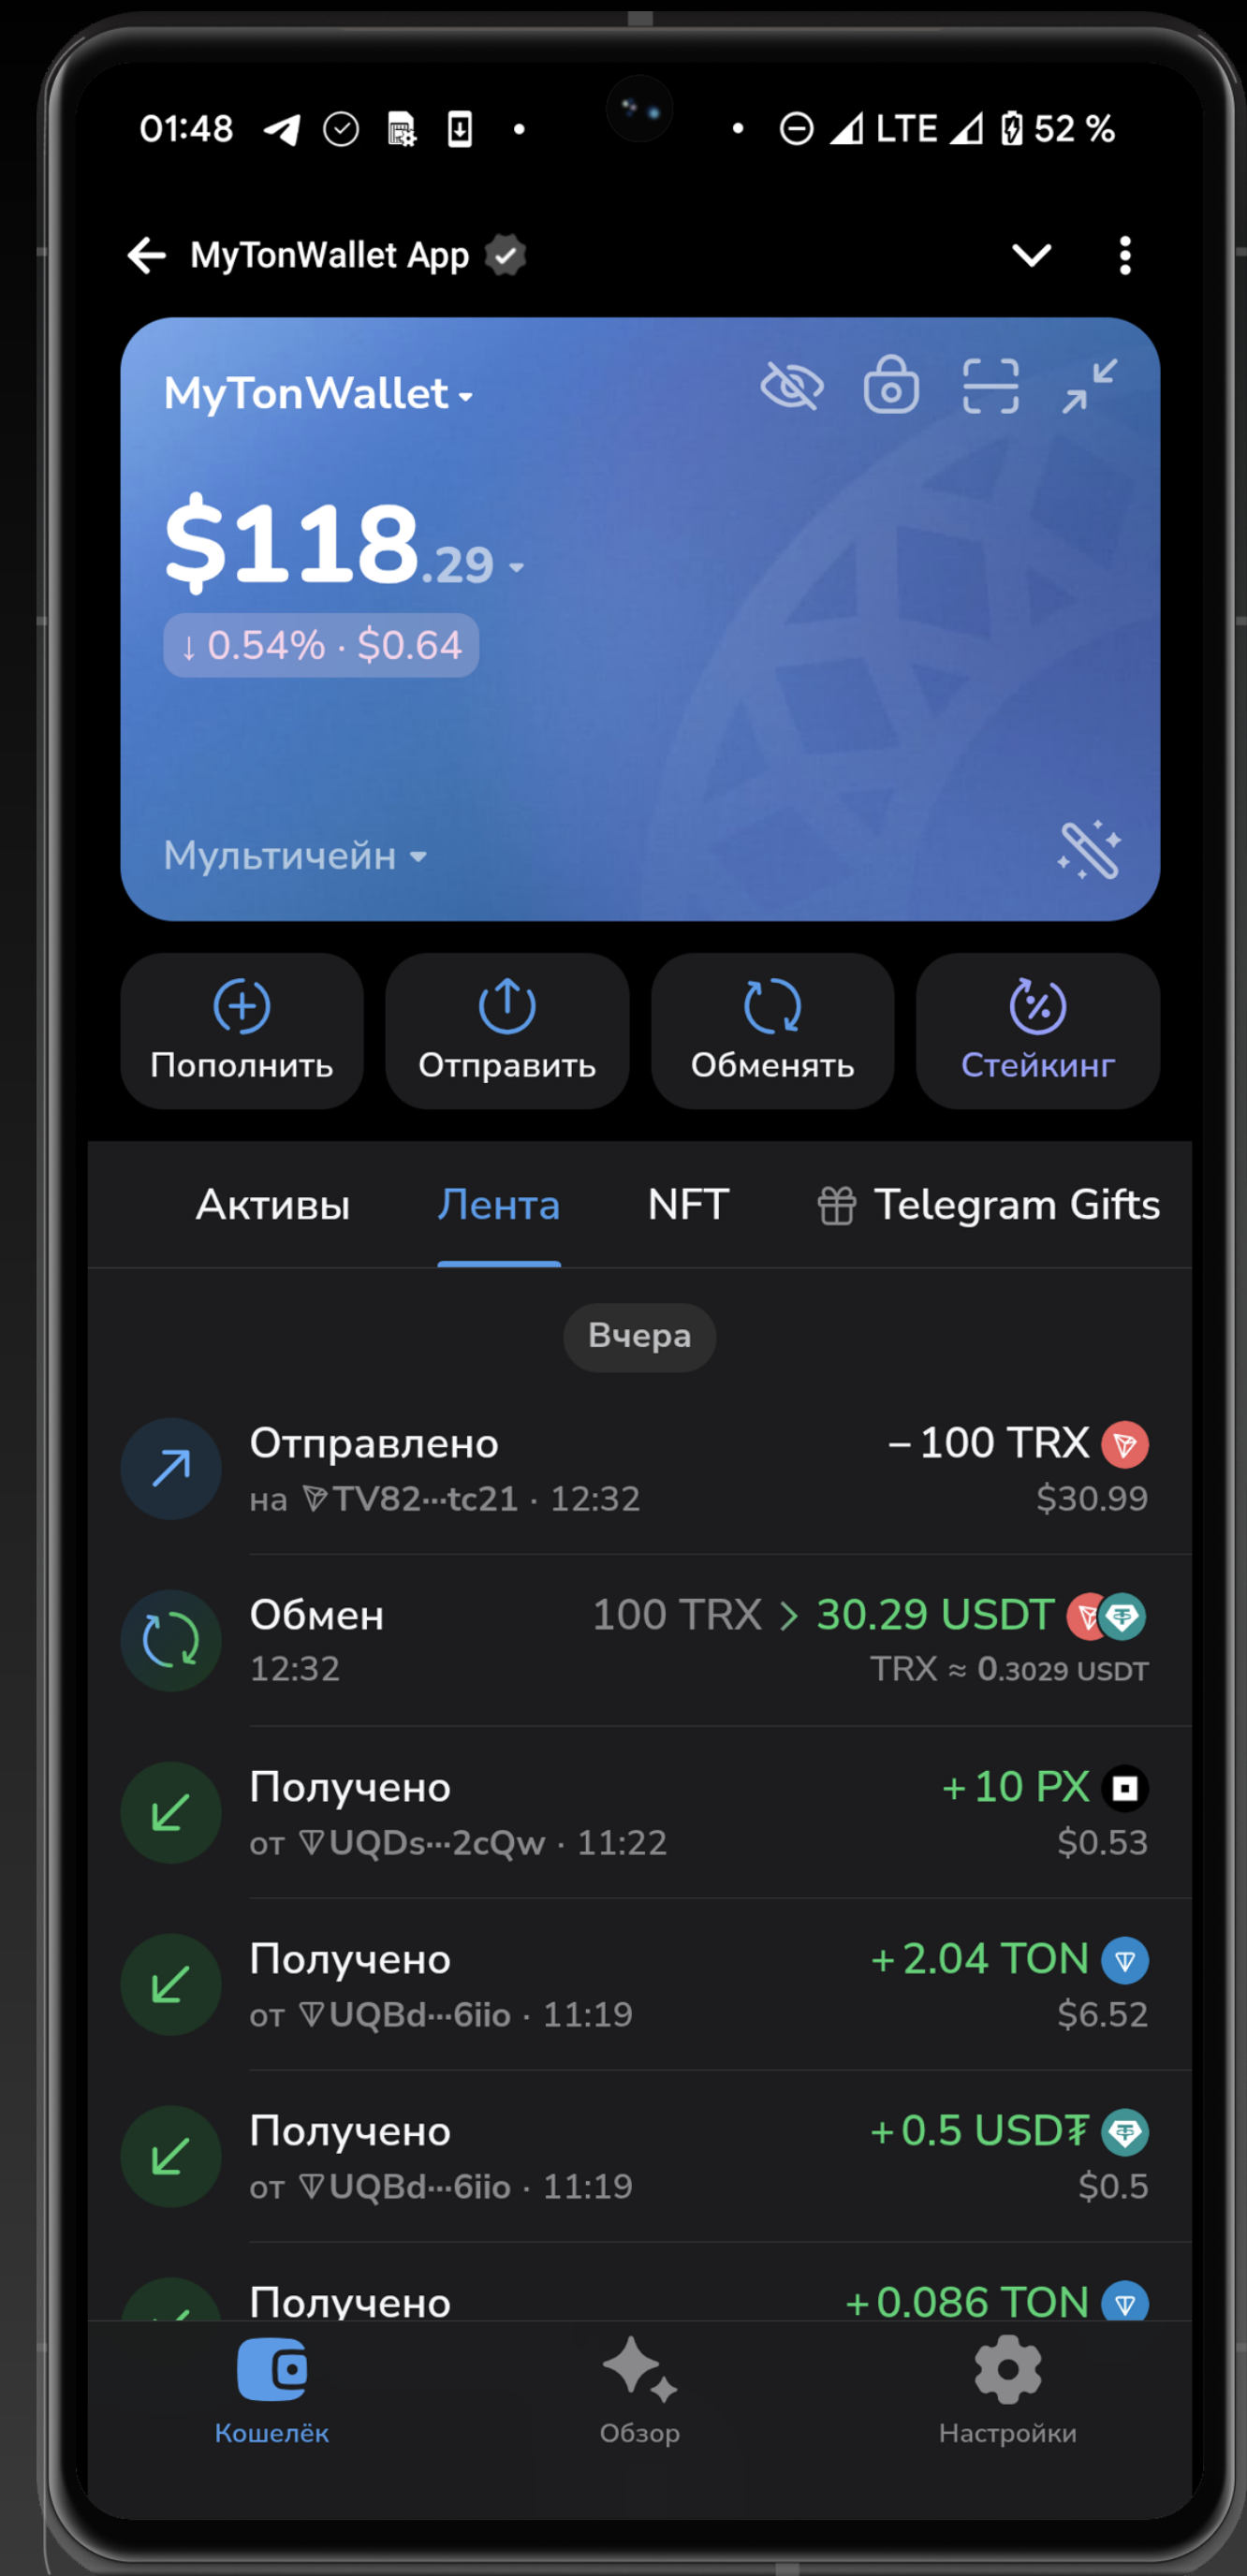 01:48 LTE 52 %
MyTonWallet App
MyTonWallet
$118.29
↓ 0.54% · $0.64
Мультичейн
Пополнить Отправить Обменять Стейкинг
Активы Лента NFT Telegram Gifts
Вчера
Отправлено – 100 TRX
на TV82···tc21 · 12:32 $30.99
Обмен 100 TRX > 30.29 USDT
12:32 TRX ≈ 0.3029 USDT
Получено + 10 PX
от UQDs···2cQw · 11:22 $0.53
Получено + 2.04 TON
от UQBd···6iio · 11:19 $6.52
Получено + 0.5 USD₮
от UQBd···6iio · 11:19 $0.5
Получено + 0.086 TON
Кошелёк Обзор Настройки